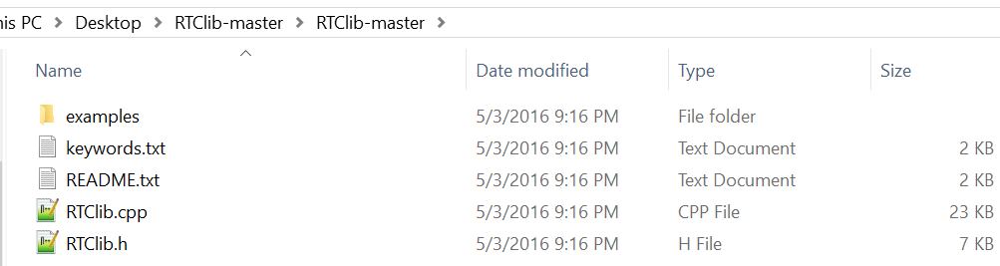 his PC > Desktop > RTClib-master > RTClib-master >
Name Date modified Type Size
examples 5/3/2016 9:16 PM File folder
keywords.txt 5/3/2016 9:16 PM Text Document 2 KB
README.txt 5/3/2016 9:16 PM Text Document 2 KB
RTClib.cpp 5/3/2016 9:16 PM CPP File 23 KB
RTClib.h 5/3/2016 9:16 PM H File 7 KB